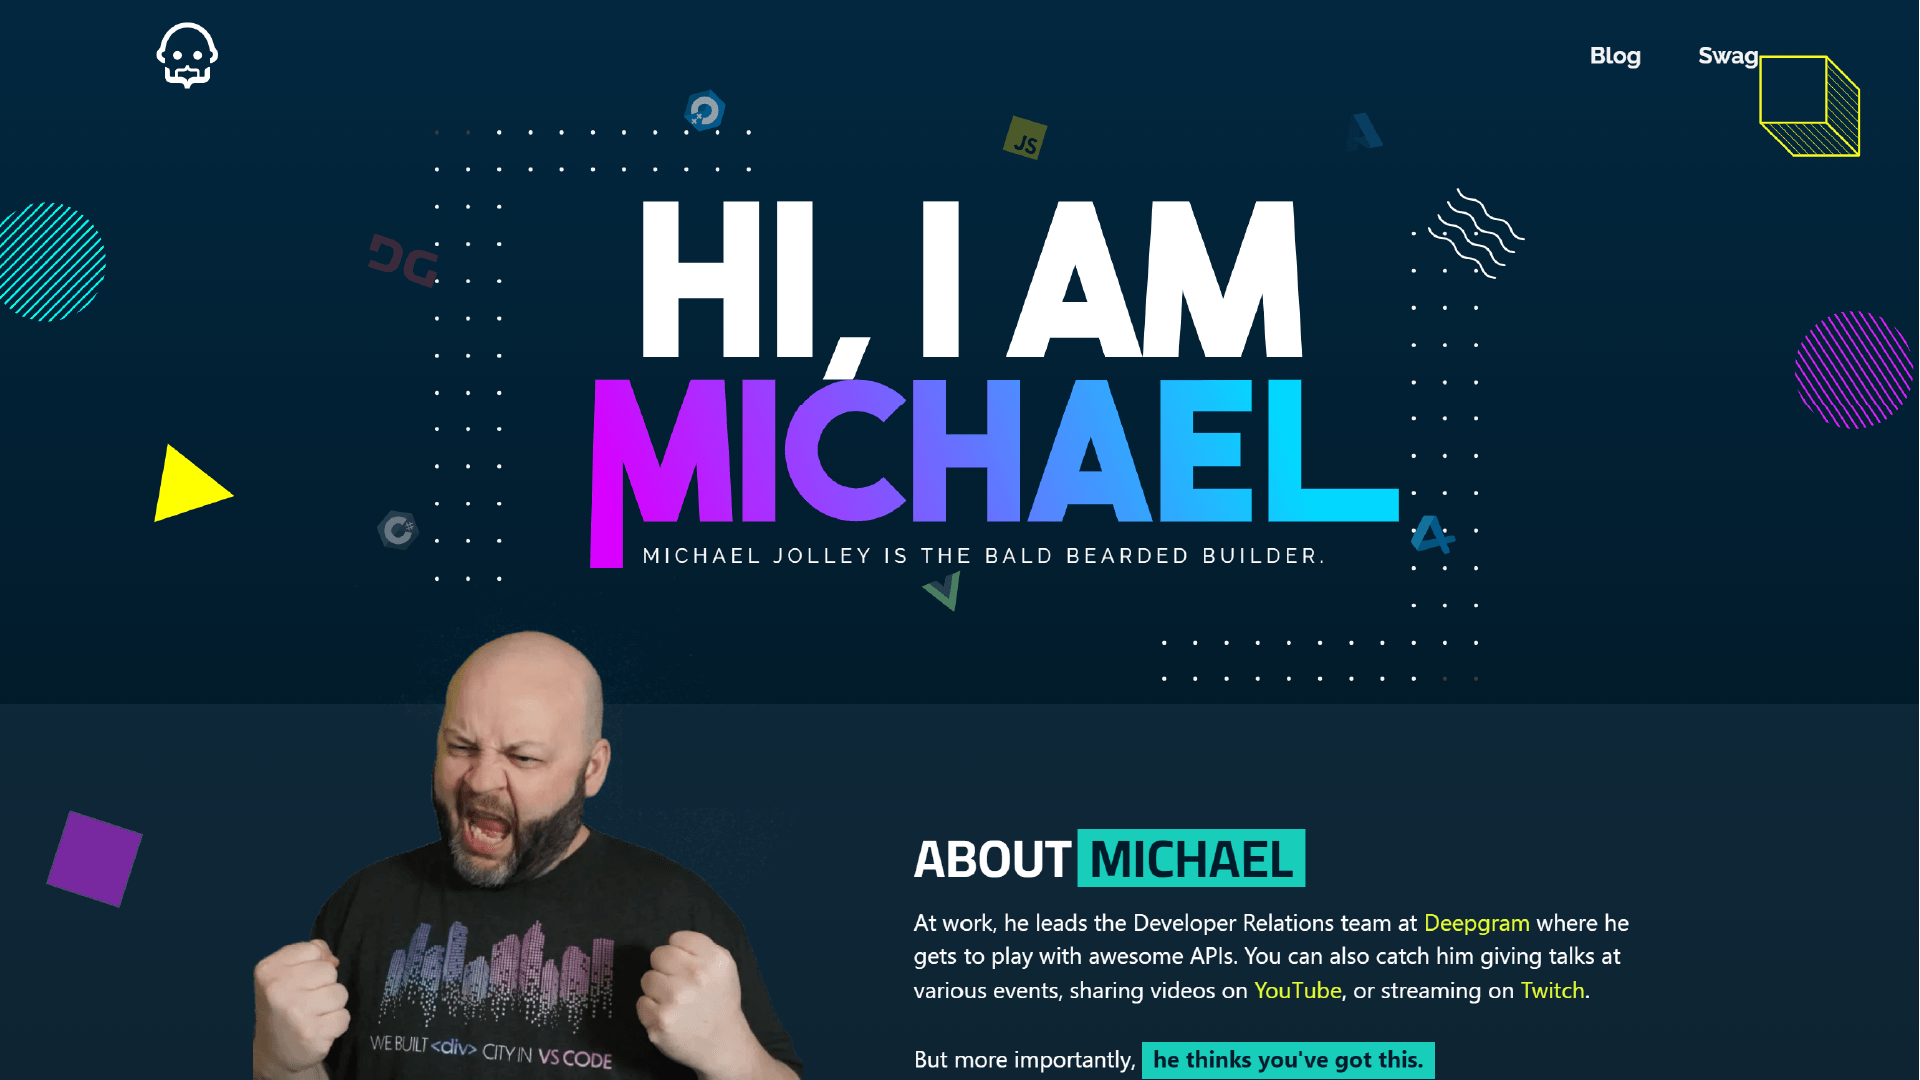 Blog
Swag
JS
DG
HI, I AM
MICHAEL
MICHAEL JOLLEY IS THE BALD BEARDED BUILDER.
ABOUT MICHAEL
At work, he leads the Developer Relations team at Deepgram where he
gets to play with awesome APIs. You can also catch him giving talks at
various events, sharing videos on YouTube, or streaming on Twitch.
But more importantly, he thinks you've got this.
WE BUILT <div> CITY IN VS CODE